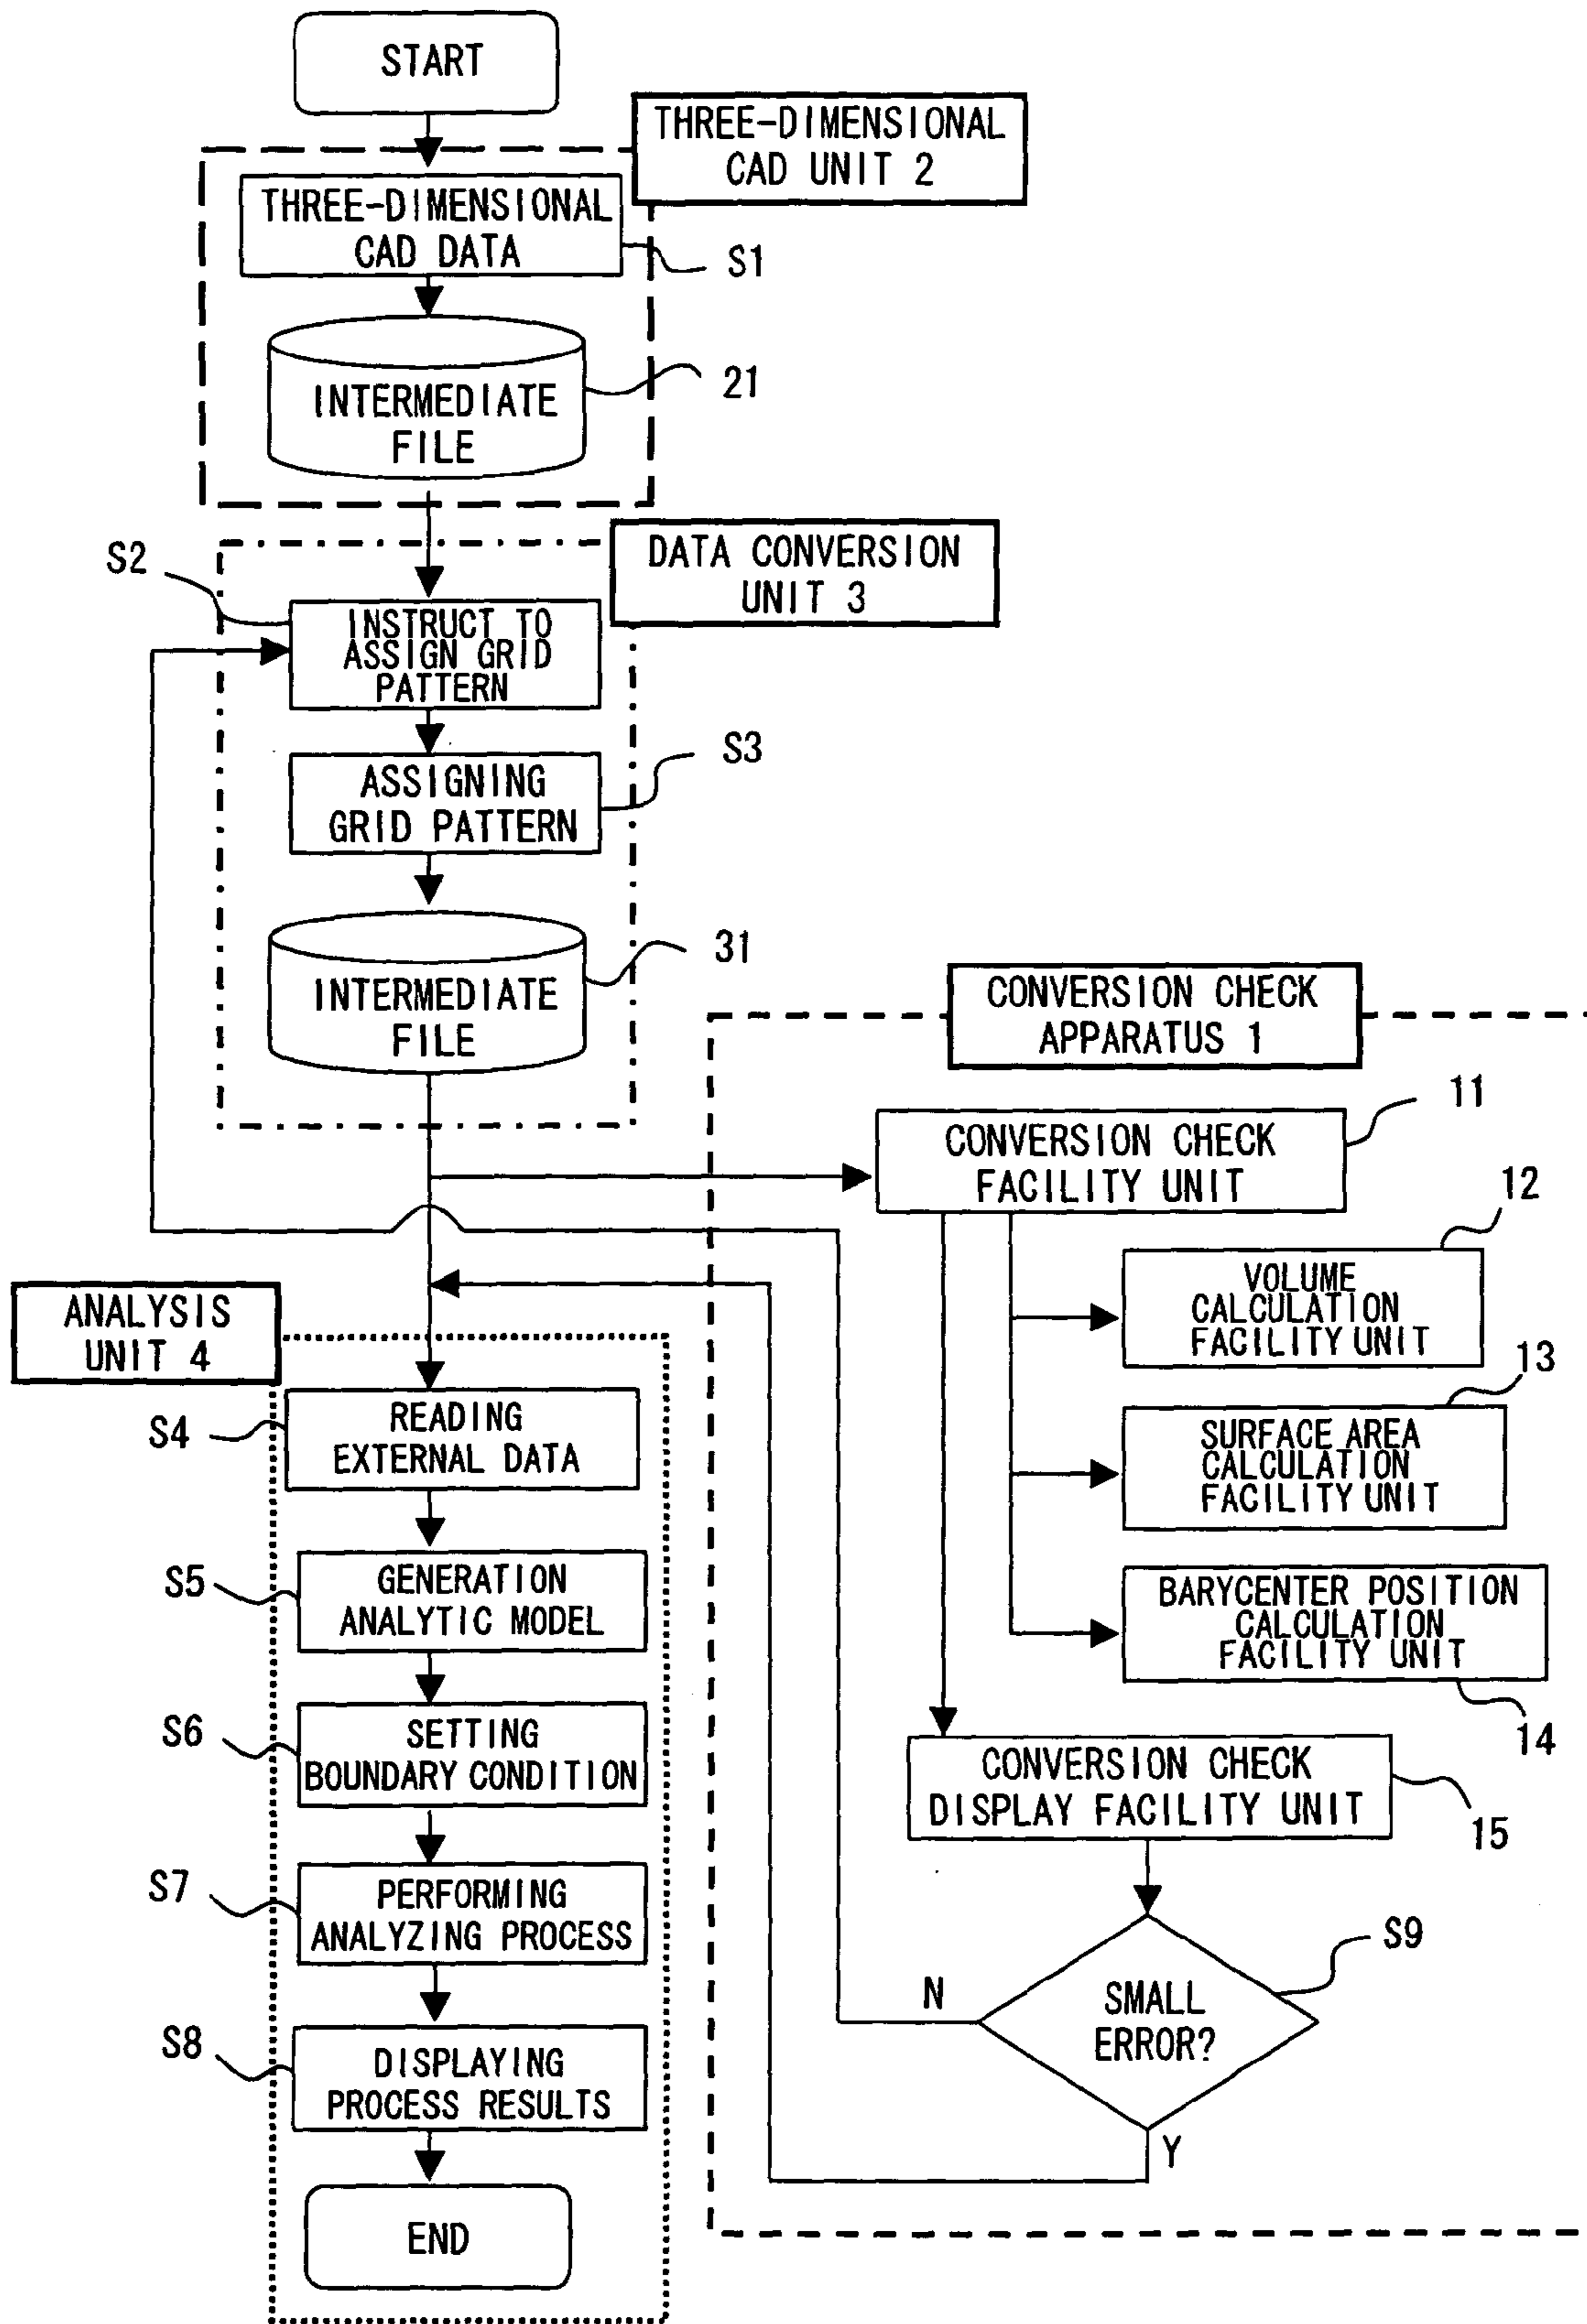 START
THREE-DIMENSIONAL
CAD UNIT 2
THREE-DIMENSIONAL
CAD DATA
S1
INTERMEDIATE
FILE
21
DATA CONVERSION
UNIT 3
S2
INSTRUCT TO
ASSIGN GRID
PATTERN
S3
ASSIGNING
GRID PATTERN
31
INTERMEDIATE
FILE
CONVERSION CHECK
APPARATUS 1
11
CONVERSION CHECK
FACILITY UNIT
12
VOLUME
CALCULATION
FACILITY UNIT
13
SURFACE AREA
CALCULATION
FACILITY UNIT
BARYCENTER POSITION
CALCULATION
FACILITY UNIT
14
CONVERSION CHECK
DISPLAY FACILITY UNIT
15
S9
SMALL
ERROR?
N
Y
ANALYSIS
UNIT 4
S4
READING
EXTERNAL DATA
S5
GENERATION
ANALYTIC MODEL
S6
SETTING
BOUNDARY CONDITION
S7
PERFORMING
ANALYZING PROCESS
S8
DISPLAYING
PROCESS RESULTS
END